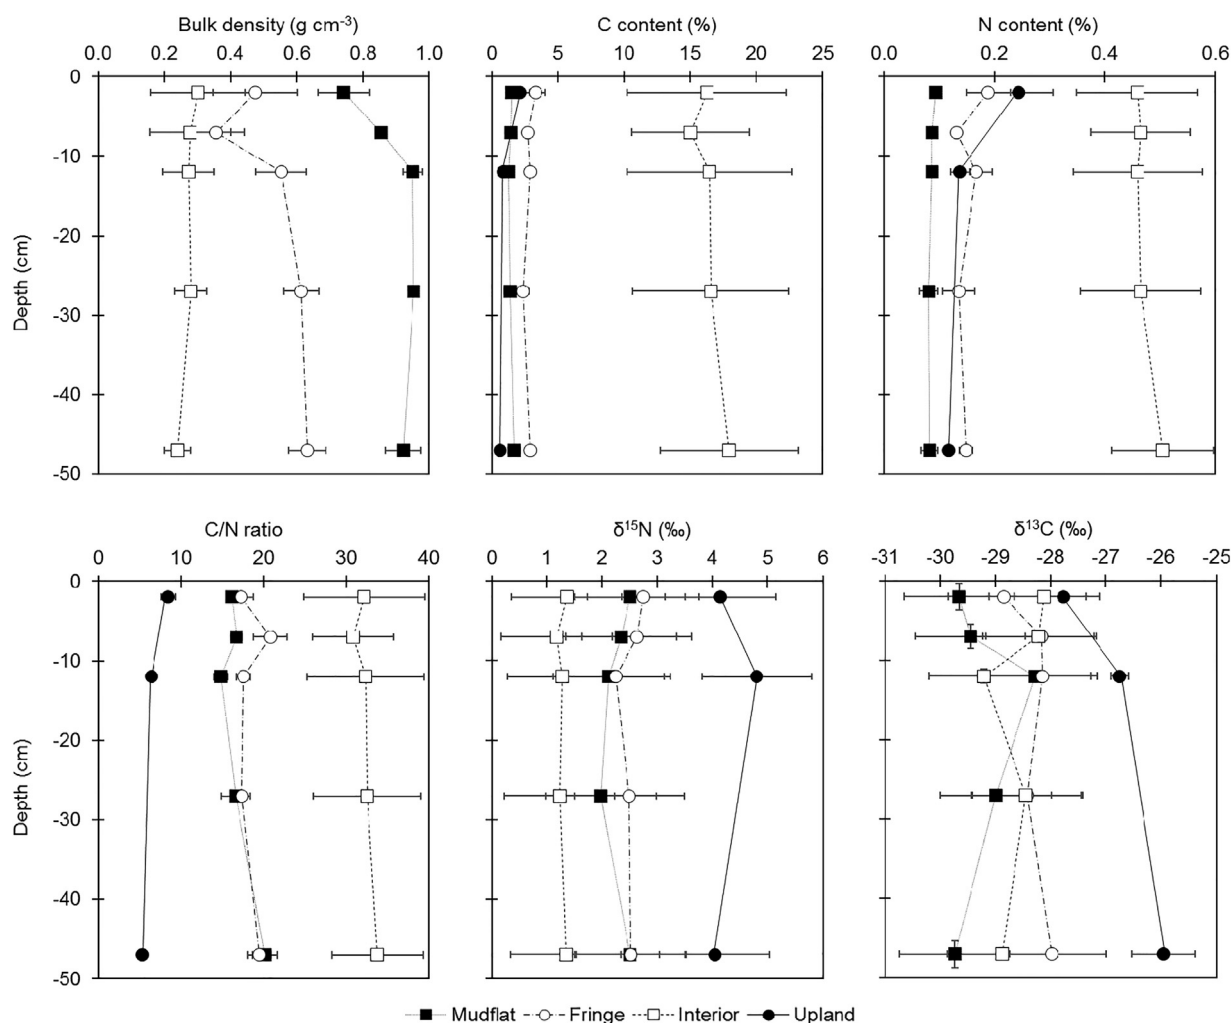 Bulk density (g cm-3) C content (%) N content (%)
0.0 0.2 0.4 0.6 0.8 1.0 0 5 10 15 20 25 0.0 0.2 0.4 0.6
0
-10
-20
-30
-40
-50
Depth (cm)
C/N ratio δ15N (‰) δ13C (‰)
0 10 20 30 40 0 1 2 3 4 5 6 -31 -30 -29 -28 -27 -26 -25
0
-10
-20
-30
-40
-50
Depth (cm)
Mudflat Fringe Interior Upland